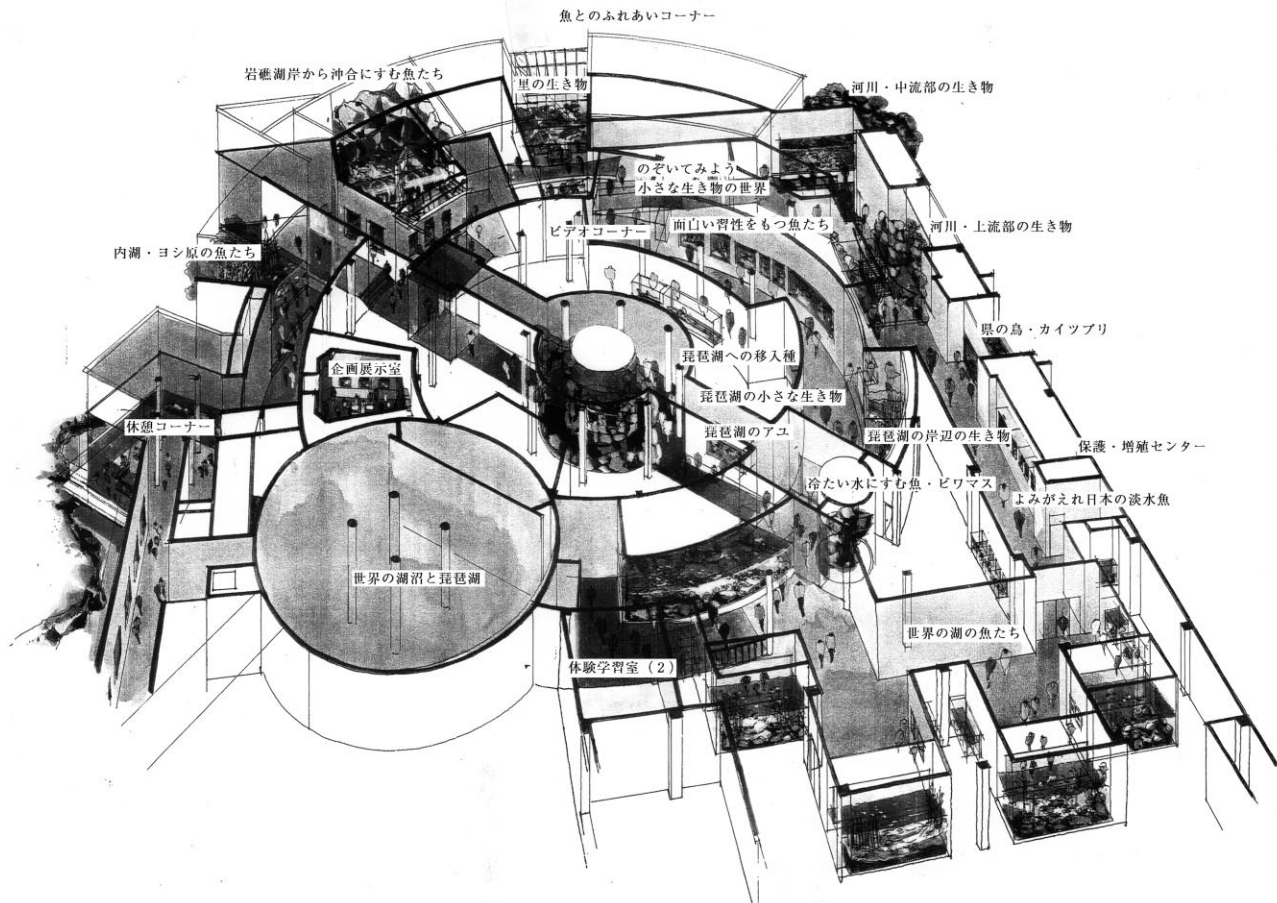 魚とのふれあいコーナー
岩礁湖岸から沖合にすむ魚たち
里の生き物
河川・中流部の生き物
のぞいてみよう
小さな生き物の世界
ビデオコーナー
面白い習性をもつ魚たち
河川・上流部の生き物
内湖・ヨシ原の魚たち
県の鳥・カイツブリ
琵琶湖への移入種
企画展示室
琵琶湖の小さな生き物
休憩コーナー
琵琶湖のアユ
琵琶湖の岸辺の生き物
保護・増殖センター
冷たい水にすむ魚・ビワマス
よみがえれ日本の淡水魚
世界の湖沼と琵琶湖
世界の湖の魚たち
体験学習室(2)